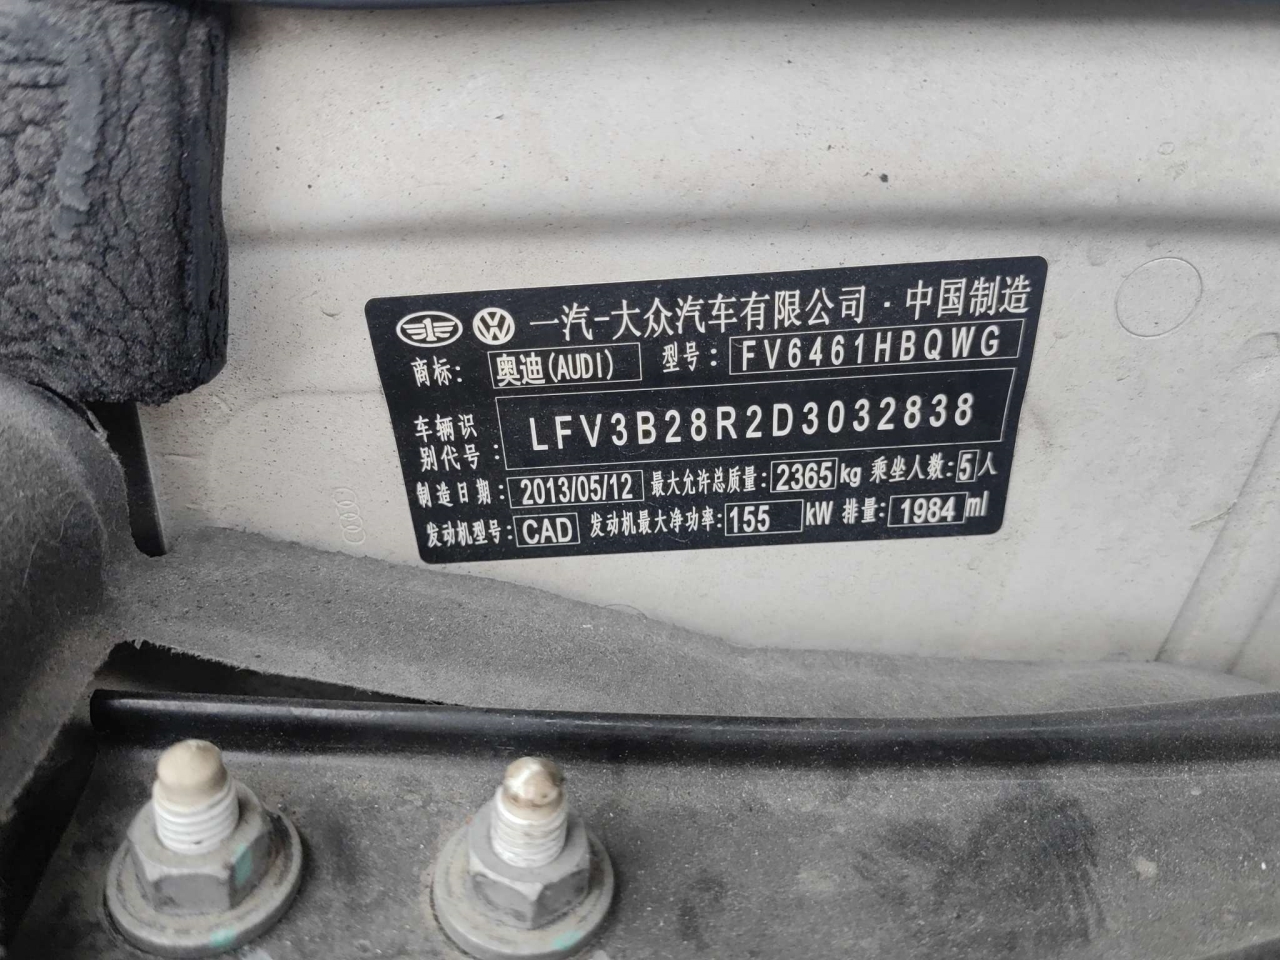 一汽-大众汽车有限公司·中国制造
商标: 奥迪(AUDI) 型号: FV6461HBQWG
车辆识别代号: LFV3B28R2D3032838
制造日期: 2013/05/12 最大允许总质量: 2365kg 乘坐人数: 5人
发动机型号: CAD 发动机最大净功率: 155 kW 排量: 1984 ml